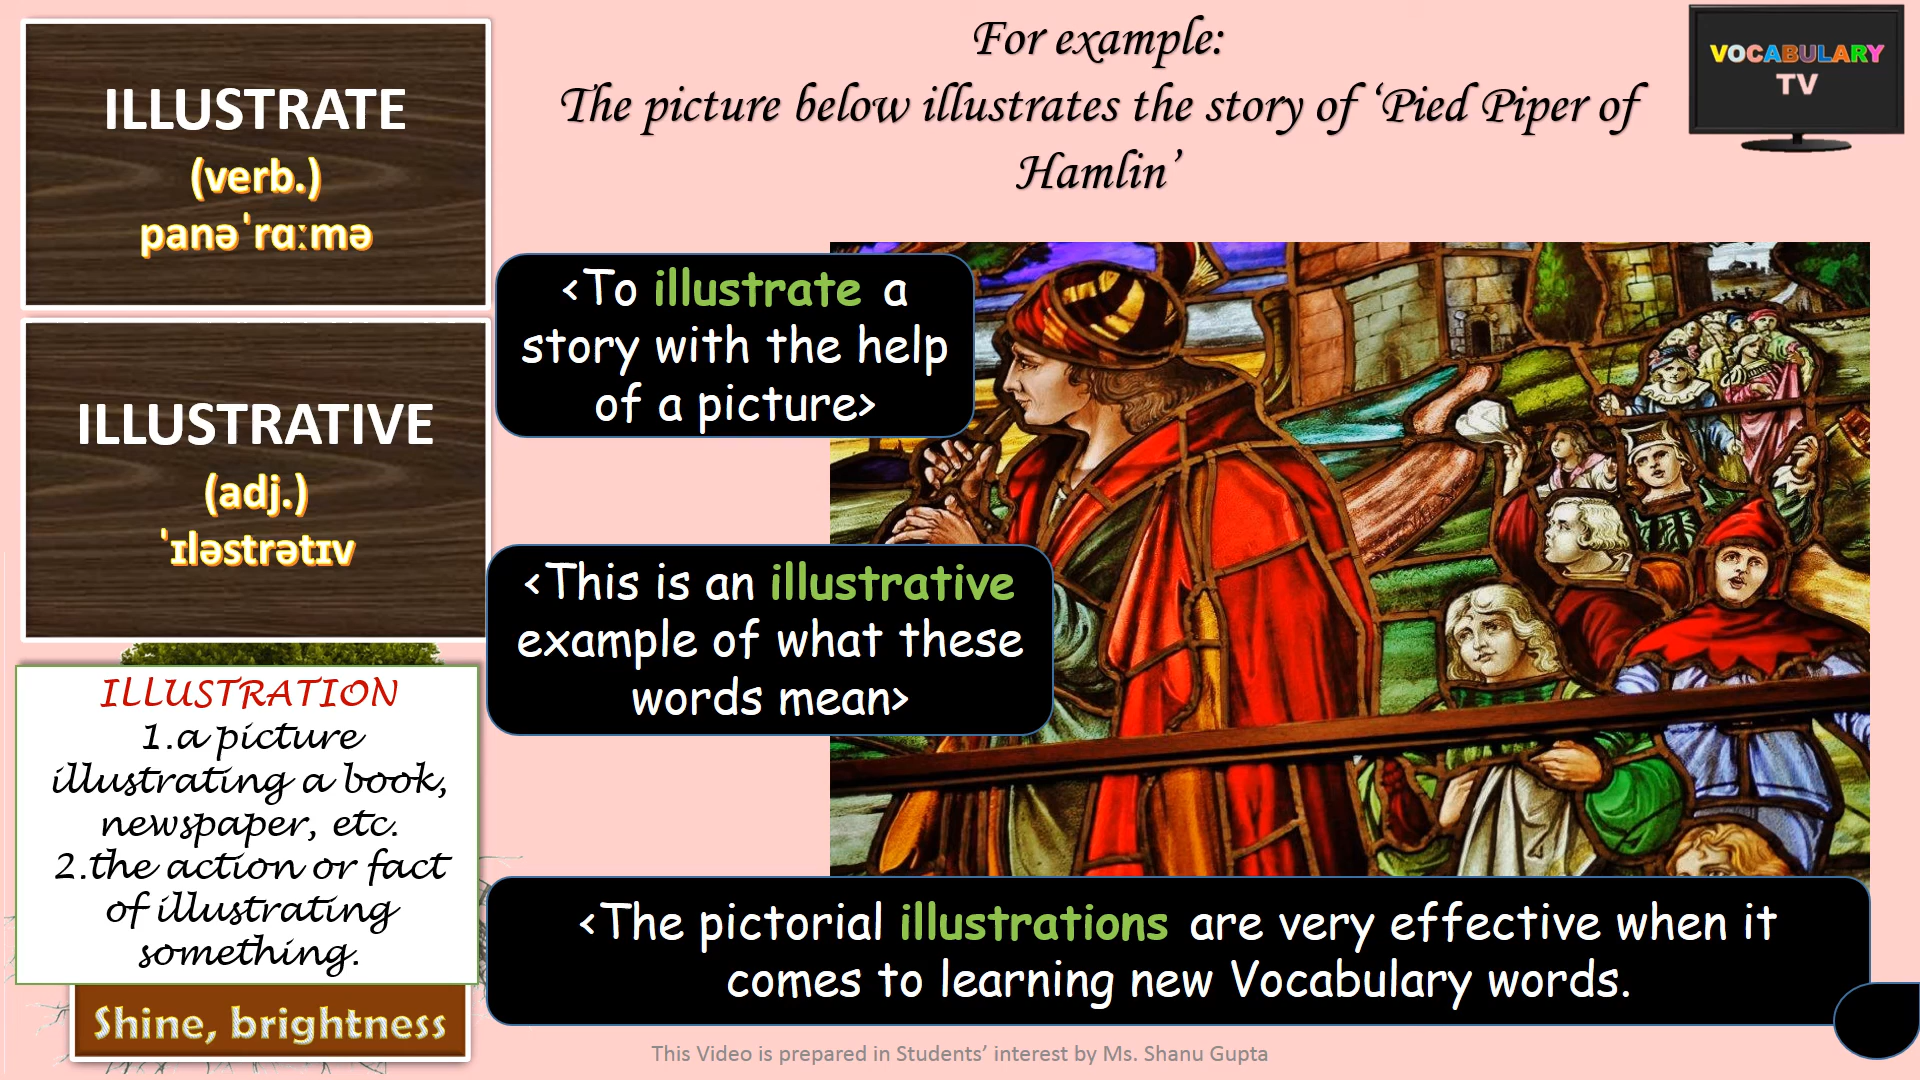 For example:
The picture below illustrates the story of ‘Pied Piper of
Hamlin’
VOCABULARY
TV
ILLUSTRATE
(verb.)
panəˈrɑːmə
ILLUSTRATIVE
(adj.)
ˈɪləstrətɪv
ILLUSTRATION
1.a picture
illustrating a book,
newspaper, etc.
2.the action or fact
of illustrating
something.
Shine, brightness
<To illustrate a
story with the help
of a picture>
<This is an illustrative
example of what these
words mean>
<The pictorial illustrations are very effective when it
comes to learning new Vocabulary words.
This Video is prepared in Students’ interest by Ms. Shanu Gupta